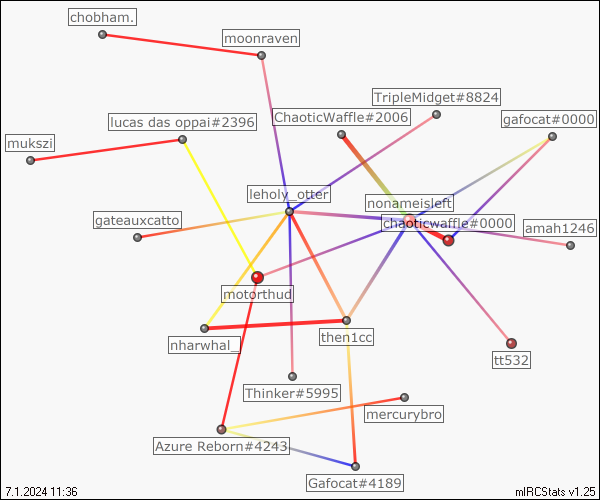 chobham.
moonraven
TripleMidget#8824
ChaoticWaffle#2006
gafocat#0000
lucas das oppai#2396
mukszi
leholy_otter
nonameisleft
chaoticwaffle#0000
gateauxcatto
amah1246
motorthud
then1cc
nharwhal_
tt532
Thinker#5995
mercurybro
Azure Reborn#4243
Gafocat#4189
7.1.2024 11:36
mIRCStats v1.25